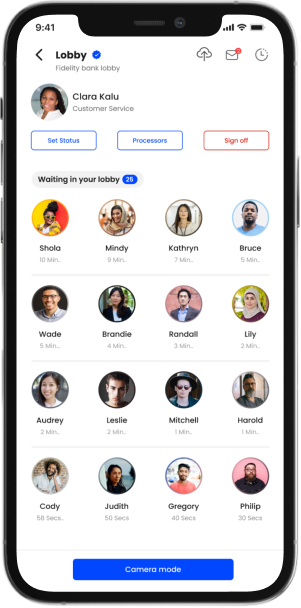 9:41
Lobby
Fidelity bank lobby
2
Clara Kalu
Customer Service
Set Status Processors Sign off
Waiting in your lobby 25
Shola Mindy Kathryn Bruce
10 Min.. 9 Min.. 7 Min.. 5 Min..
Wade Brandie Randall Lily
5 Min.. 4 Min.. 3 Min.. 2 Min..
Audrey Leslie Mitchell Harold
2 Min.. 2 Min.. 1 Min.. 1 Min..
Cody Judith Gregory Philip
58 Secs.. 50 Secs 40 Secs 30 Secs
Camera mode